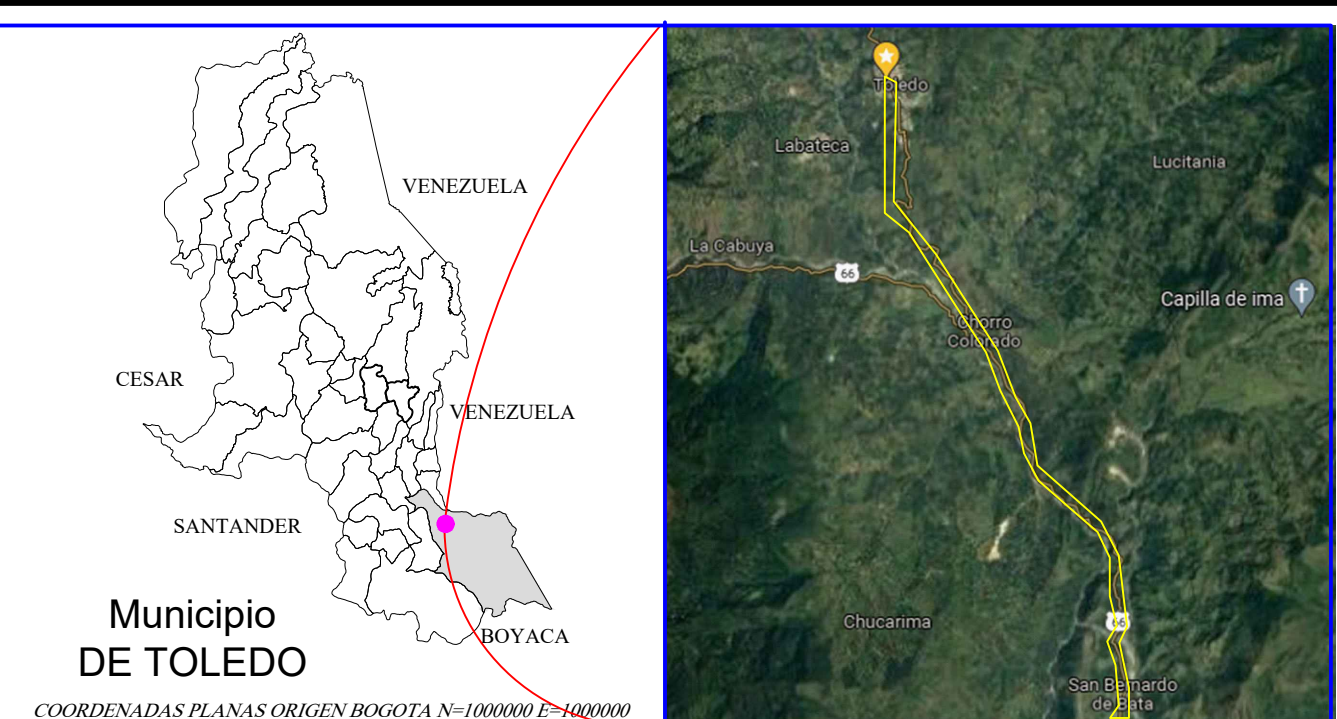 VENEZUELA
CESAR
VENEZUELA
SANTANDER
BOYACA
Municipio
DE TOLEDO
COORDENADAS PLANAS ORIGEN BOGOTA N=1000000 E=1000000
Toledo
Labateca
Lucitania
La Cabuya
66
Capilla de ima
Chorro
Colorado
Chucarima
66
San Bernardo
de Bata